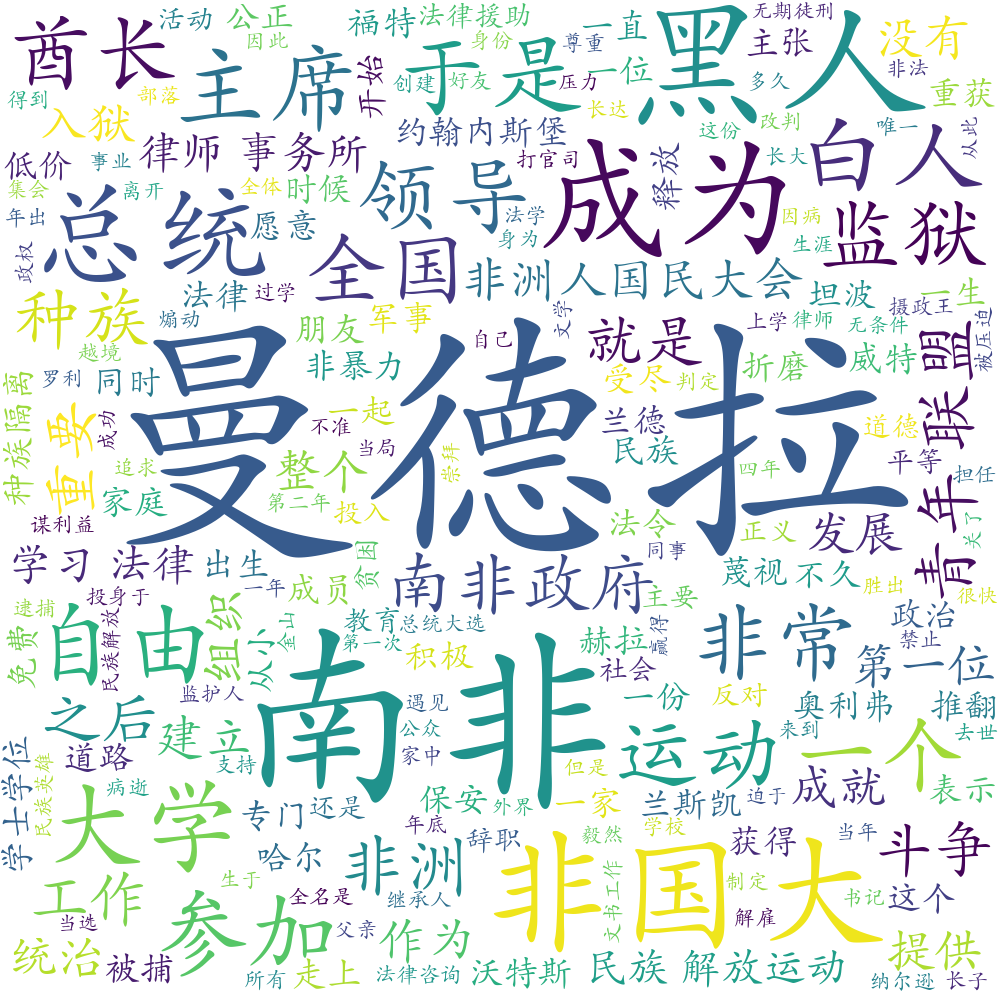 酋长
活动
公正
因此
福特
法律援助
身份
一直
无期徒刑
尊重
主张
没有
非法
得到
部落
主席
开始
创建
好友
于是
压力
一位
黑人
多久
重获
入狱
长达
约翰内斯堡
这份
改判
唯一
低价
事业
律师 事务所
打官司
释放
长大
白人
从此
集会
离开
全体
时候
领导
法学
成为
因病
年出
总统
愿意
身为
生涯
监狱
政权
全国
非洲人国民大会
坦波
一生
种族
法律
过学
煽动
朋友
军事
自己
文学
就是
上学
律师
无条件
摄政王
被压迫
越境
非暴力
受尽
判定
折磨
威特
联盟
种族隔离
罗利
同时
曼德拉
一起
不准
当局
崇拜
兰德
道德
重要
成功
追求
整个
民族
四年
平等
担任
谋利益
家庭
第二年
投入
法令
正义
发展
青年
关了
学习 法律
出生
成员
贫困
南非政府
同事
蔑视
不久
胜出
很快
逮捕
投身于
一年
主要
免费
民族解放
自由
组织
从小
金山
教育
总统大选
第一次
赢得
赫拉
非常
政治
禁止
积极
社会
第一位
监护人
南非
遇见
一份
反对
奥利弗
推翻
之后
建立
公众
运动
一个
来到
去世
学士学位
道路
支持
家中
但是
成就
表示
民族英雄
病逝
大学
专门
还是
保安
外界
一家
兰斯凯
迫于
年底
辞职
毅然
学校
获得
当年
斗争
哈尔
非洲
非国大
工作
生于
参加
全名是
继承人
文书工作
制定
书记
这个
当选
父亲
作为
解雇
统治
被捕
所有
走上
法律咨询
沃特斯
民族 解放运动
提供
纳尔逊
长子